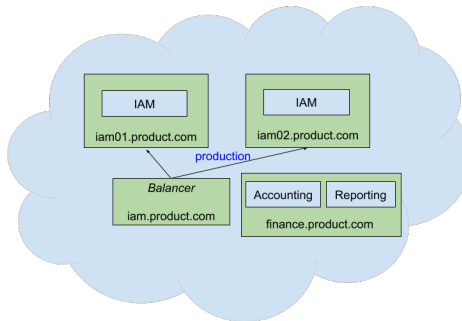 IAM
iam01.product.com
IAM
iam02.product.com
production
Balancer
iam.product.com
Accounting
Reporting
finance.product.com